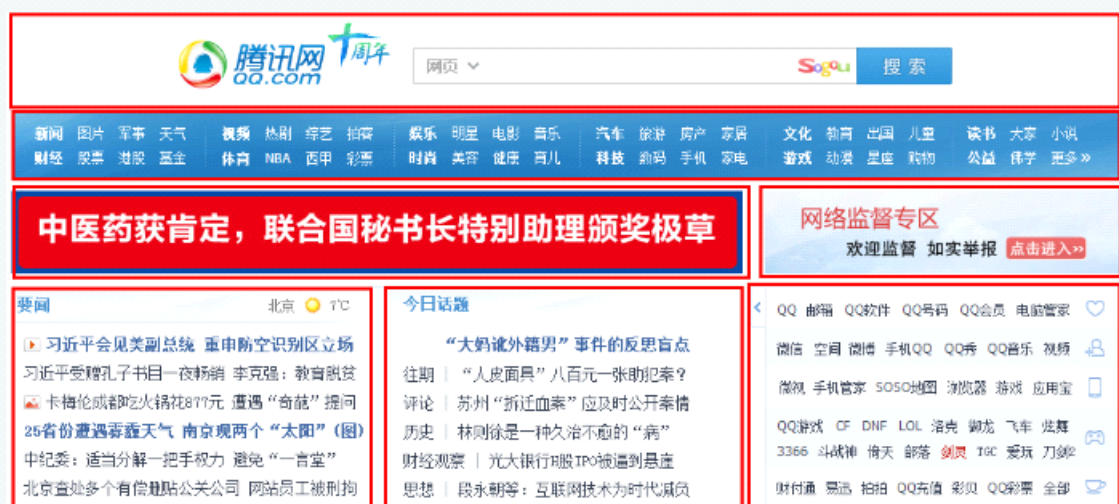 腾讯网 十周年
QQ.com
网页 Sogou 搜索
新闻 图片 军事 天气 视频 热剧 综艺 拍客 娱乐 明星 电影 音乐 汽车 旅游 房产 家居 文化 教育 出国 儿童 读书 大家 小说
财经 股票 港股 基金 体育 NBA 西甲 彩票 时尚 美容 健康 育儿 科技 数码 手机 家电 游戏 动漫 星座 购物 公益 佛学 更多»
中医药获肯定，联合国秘书长特别助理颁奖极草
网络监督专区
欢迎监督 如实举报 点击进入»
要闻 北京 7℃
习近平会见美副总统 重申防空识别区立场
习近平受赠孔子书目一夜畅销 李克强：教育脱贫
卡梅伦成都吃火锅花877元 遭遇“奇葩”提问
25省份遭遇雾霾天气 南京现两个“太阳”(图)
中纪委：适当分解一把手权力 避免“一言堂”
北京查处多个有偿删贴公关公司 网站员工被刑拘
今日话题
“大妈讹外籍男”事件的反思盲点
往期 | “人皮面具”八百元一张助犯案？
评论 | 苏州“拆迁血案”应及时公开案情
历史 | 林则徐是一种久治不愈的“病”
财经观察 | 光大银行H股IPO被逼到悬崖
思想 | 段永朝等：互联网技术为时代减负
QQ 邮箱 QQ软件 QQ号码 QQ会员 电脑管家
微信 空间 微博 手机QQ QQ秀 QQ音乐 视频
微视 手机管家 SOSO地图 浏览器 游戏 应用宝
QQ游戏 CF DNF LOL 洛克 御龙 飞车 炫舞
3366 斗战神 倚天 部落 剑灵 TGC 爱玩 刀剑2
财付通 易迅 拍拍 QQ充值 彩贝 QQ彩票 全部